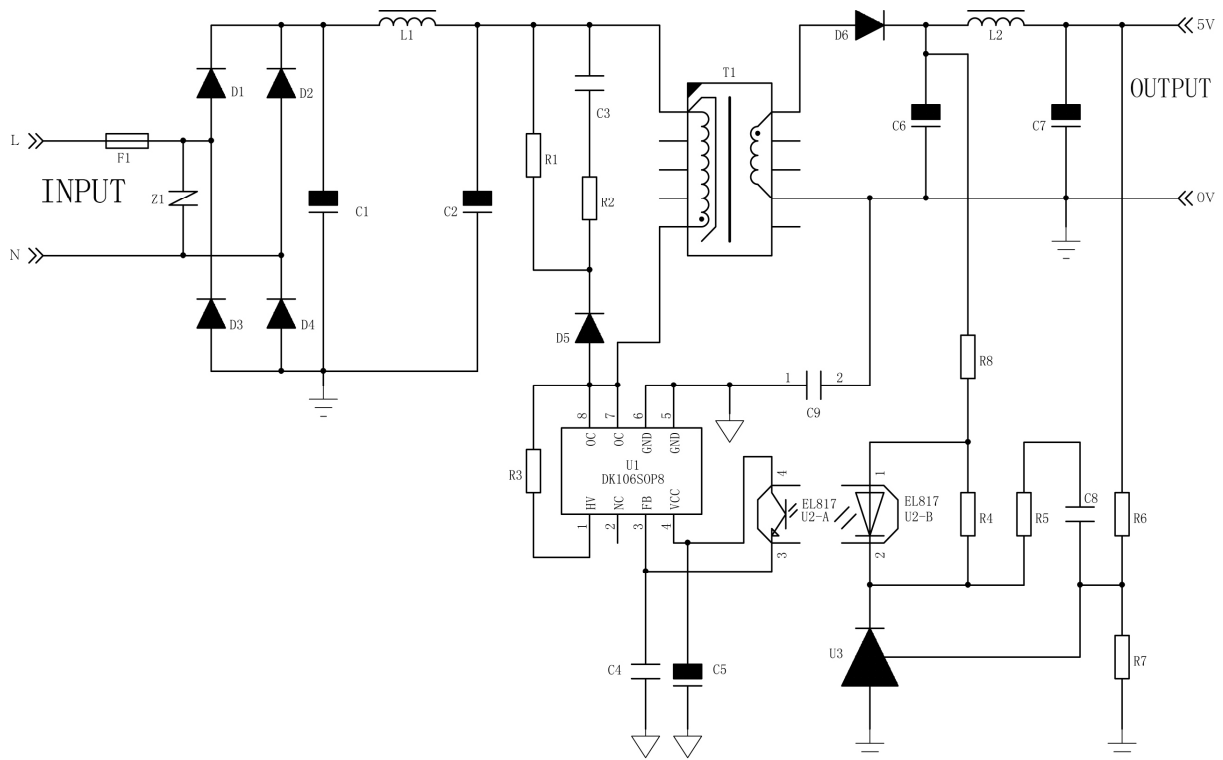 5V
D6
L2
L1
T1
OUTPUT
D1
D2
C3
C6
C7
L
F1
R1
INPUT
Z1
C1
C2
R2
0V
N
D3
D4
D5
R8
1
2
C9
8
7
6
5
OC
OC
GND
GND
U1
DK106SOP8
R3
HV
NC
FB
VCC
1
2
3
4
4
EL817
U2-A
3
1
EL817
U2-B
2
R4
R5
C8
R6
U3
C4
C5
R7